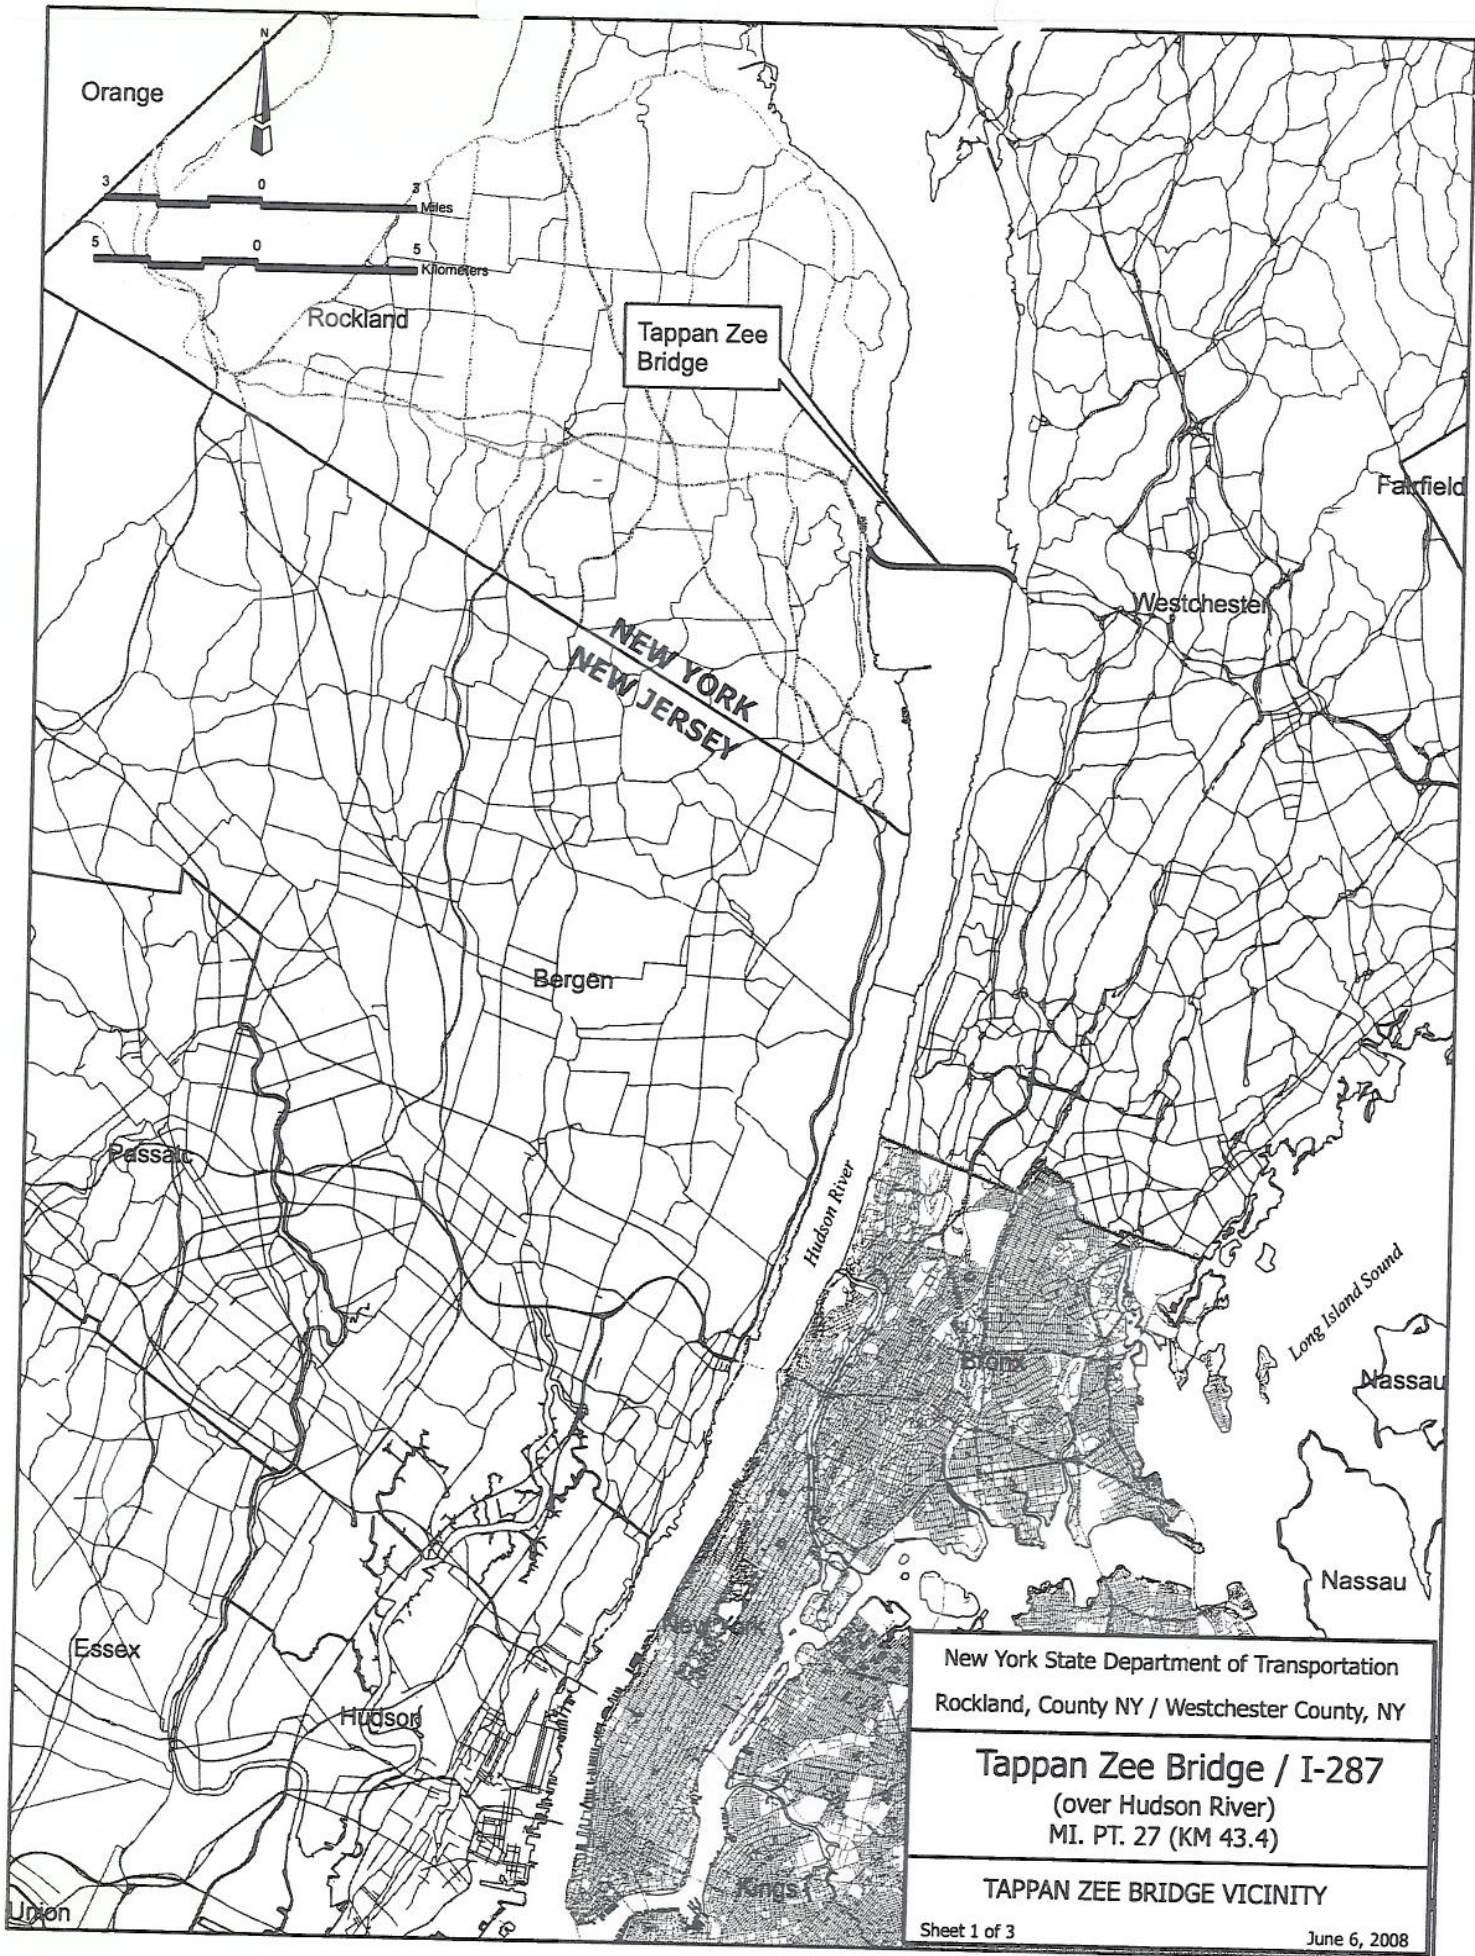 N
Orange
3 0 3
Miles
5 0 5
Kilometers
Rockland
Tappan Zee
Bridge
Fairfield
Westchester
NEW YORK
NEW JERSEY
Bergen
Passaic
Hudson River
Long Island Sound
Bronx
Nassau
Nassau
New York
Essex
Hudson
Kings
Union
New York State Department of Transportation
Rockland, County NY / Westchester County, NY
Tappan Zee Bridge / I-287
(over Hudson River)
MI. PT. 27 (KM 43.4)
TAPPAN ZEE BRIDGE VICINITY
Sheet 1 of 3
June 6, 2008